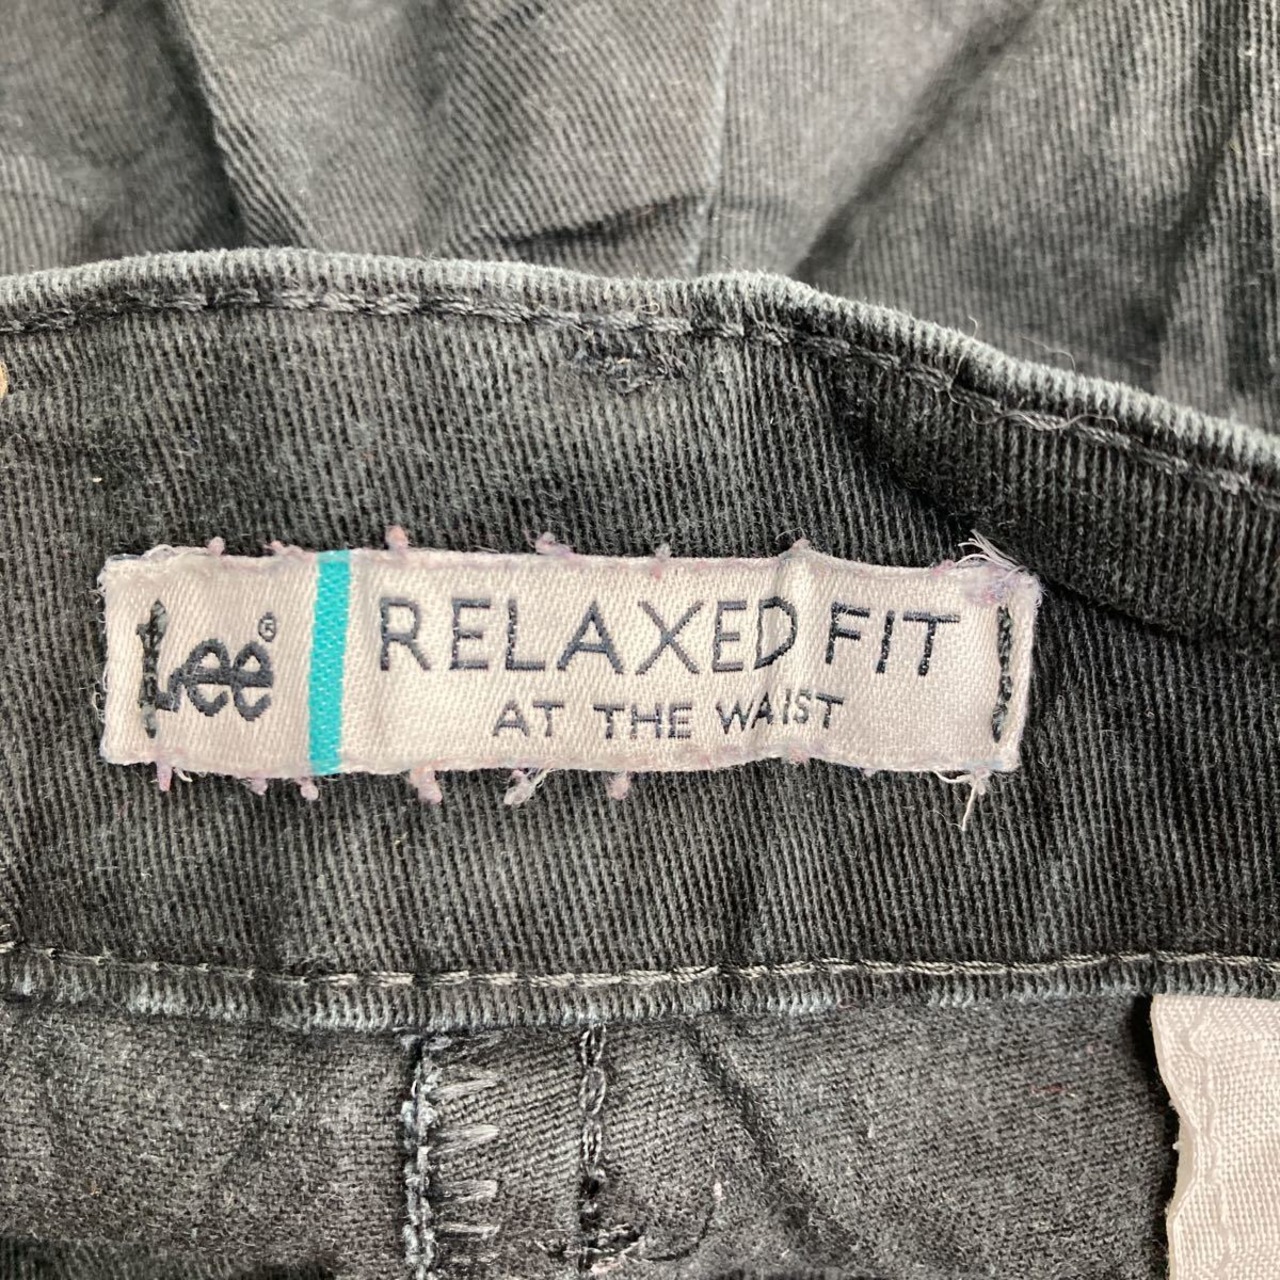 Lee®
RELAXED FIT
AT THE WAIST